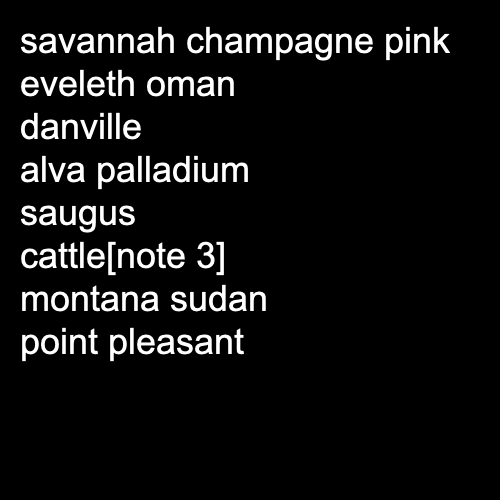 savannah champagne pink
eveleth oman
danville
alva palladium
saugus
cattle[note 3]
montana sudan
point pleasant